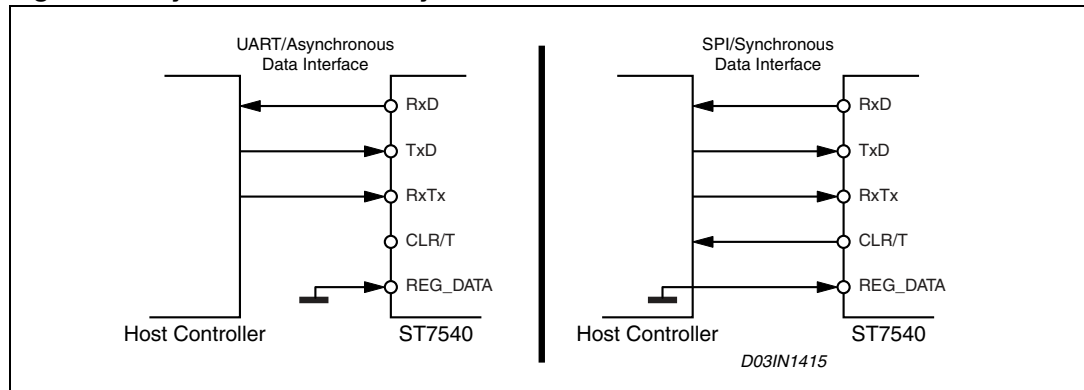 UART/Asynchronous
Data Interface
RxD
TxD
RxTx
CLR/T
REG_DATA
Host Controller
ST7540
SPI/Synchronous
Data Interface
RxD
TxD
RxTx
CLR/T
REG_DATA
Host Controller
ST7540
D03IN1415